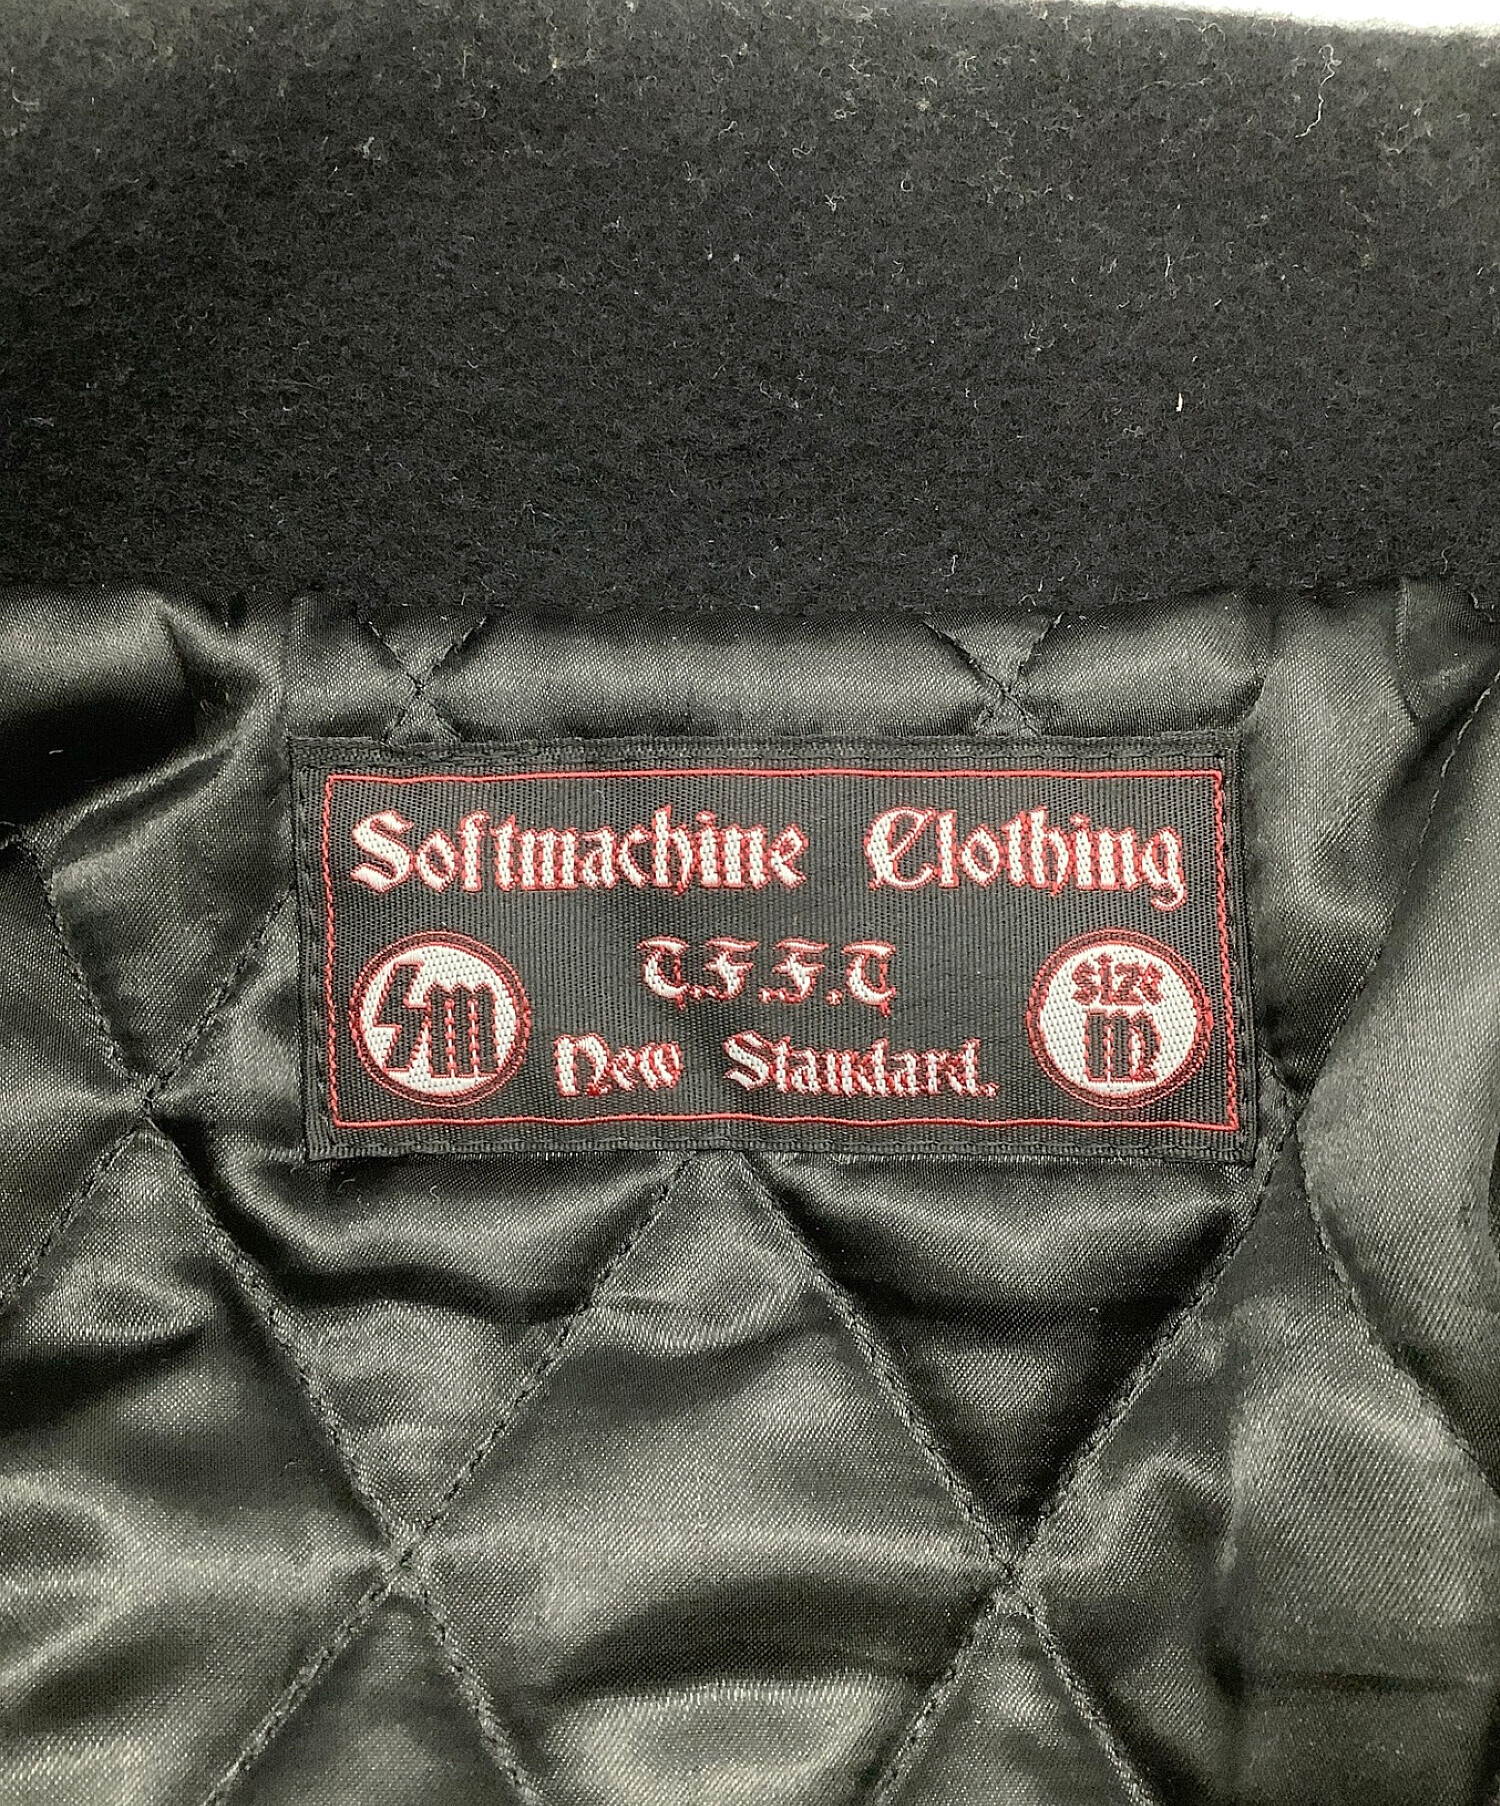 Softmachine Clothing
T.F.F.T
New Standard.
SM
size
M